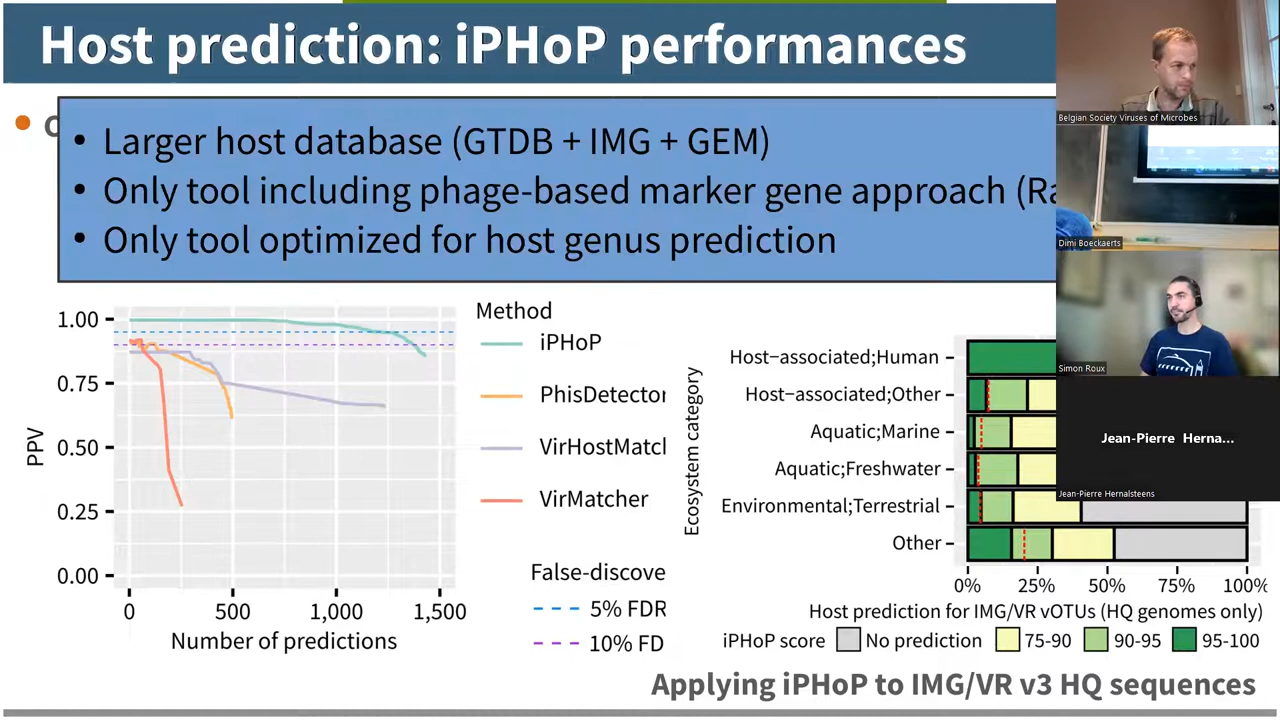 Host prediction: iPHoP performances
Larger host database (GTDB + IMG + GEM)
Only tool including phage-based marker gene approach
Only tool optimized for host genus prediction
1.00
0.75
0.50
0.25
0.00
PPV
0
500
1,000
1,500
Number of predictions
Method
iPHoP
PhisDetector
VirHostMatcl
VirMatcher
False-discove
5% FDR
10% FD
Ecosystem category
Host-associated;Human
Host-associated;Other
Aquatic;Marine
Aquatic;Freshwater
Environmental;Terrestrial
Other
0%
25%
50%
75%
100%
Host prediction for IMG/VR vOTUs (HQ genomes only)
iPHoP score No prediction 75-90 90-95 95-100
Applying iPHoP to IMG/VR v3 HQ sequences
Belgian Society Viruses of Microbes
Dimi Boeckaerts
Simon Roux
Jean-Pierre Herna...
Jean-Pierre Hernalsteens